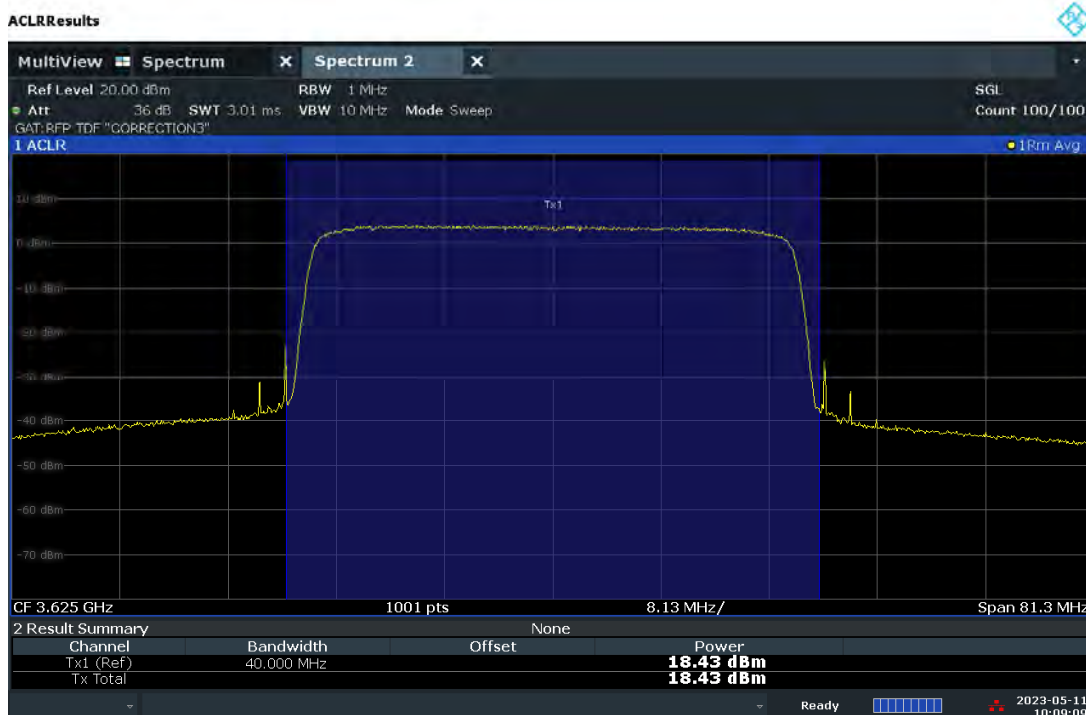 ACLRResults
MultiView Spectrum X Spectrum 2 X
Ref Level 20.00 dBm RBW 1 MHz SGL
Att 36 dB SWT 3.01 ms VBW 10 MHz Mode Sweep Count 100/100
GAT:RFP TDF "CORRECTION3"
1 ACLR 1Rm Avg
10 dBm
Tx1
0 dBm
-10 dBm
-20 dBm
-30 dBm
-40 dBm
-50 dBm
-60 dBm
-70 dBm
CF 3.625 GHz 1001 pts 8.13 MHz/ Span 81.3 MHz
2 Result Summary None
Channel Bandwidth Offset Power
Tx1 (Ref) 40.000 MHz 18.43 dBm
Tx Total 18.43 dBm
Ready 2023-05-11
10:09:09